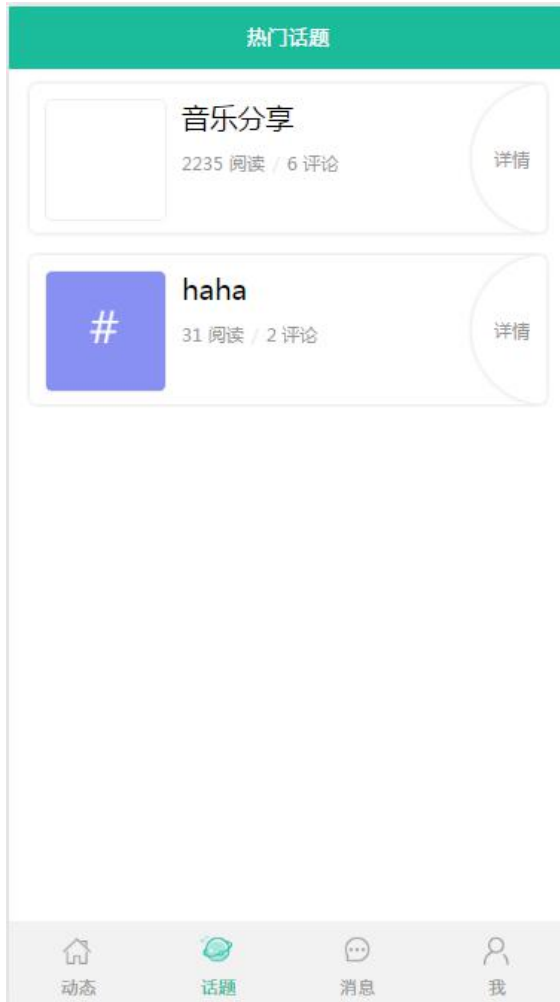 热门话题
音乐分享
2235 阅读 / 6 评论
详情
#
haha
31 阅读 / 2 评论
详情
动态 话题 消息 我